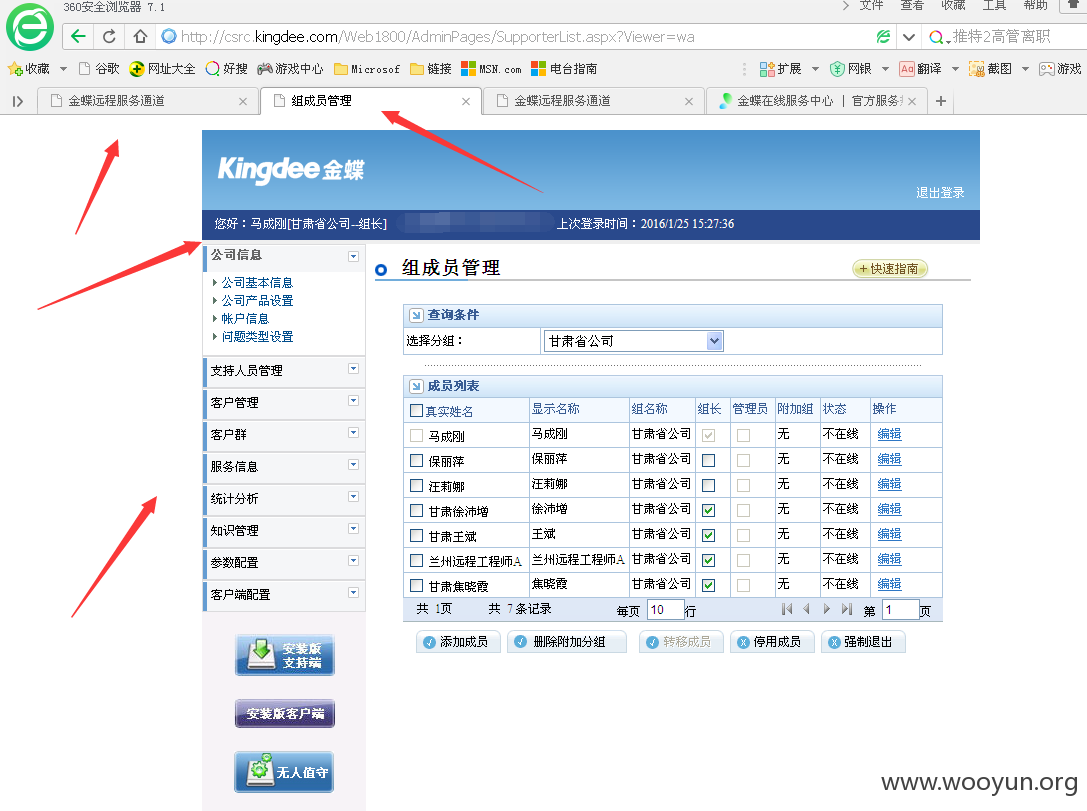 360安全浏览器 7.1
文件 查看 收藏 工具 帮助
http://csrc.kingdee.com/Web1800/AdminPages/SupporterList.aspx?Viewer=wa
推特2高管离职
收藏 谷歌 网址大全 好搜 游戏中心 Microsof 链接 MSN.com 电台指南 扩展 网银 翻译 截图 游戏
金蝶远程服务通道 组成员管理 金蝶远程服务通道 金蝶在线服务中心 | 官方服务
Kingdee金蝶
退出登录
您好：马成刚[甘肃省公司--组长] 上次登录时间：2016/1/25 15:27:36
公司信息
公司基本信息
公司产品设置
帐户信息
问题类型设置
支持人员管理
客户管理
客户群
服务信息
统计分析
知识管理
参数配置
客户端配置
安装版
支持端
安装版客户端
无人值守
组成员管理
+快速指南
查询条件
选择分组： 甘肃省公司
成员列表
真实姓名 显示名称 组名称 组长 管理员 附加组 状态 操作
马成刚 马成刚 甘肃省公司 无 不在线 编辑
保丽萍 保丽萍 甘肃省公司 无 不在线 编辑
汪莉娜 汪莉娜 甘肃省公司 无 不在线 编辑
甘肃徐沛增 徐沛增 甘肃省公司 无 不在线 编辑
甘肃王斌 王斌 甘肃省公司 无 不在线 编辑
兰州远程工程师A 兰州远程工程师A 甘肃省公司 无 不在线 编辑
甘肃焦晓霞 焦晓霞 甘肃省公司 无 不在线 编辑
共 1页 共 7条记录 每页 10 行 第 1 页
添加成员 删除附加分组 转移成员 停用成员 强制退出
www.wooyun.org